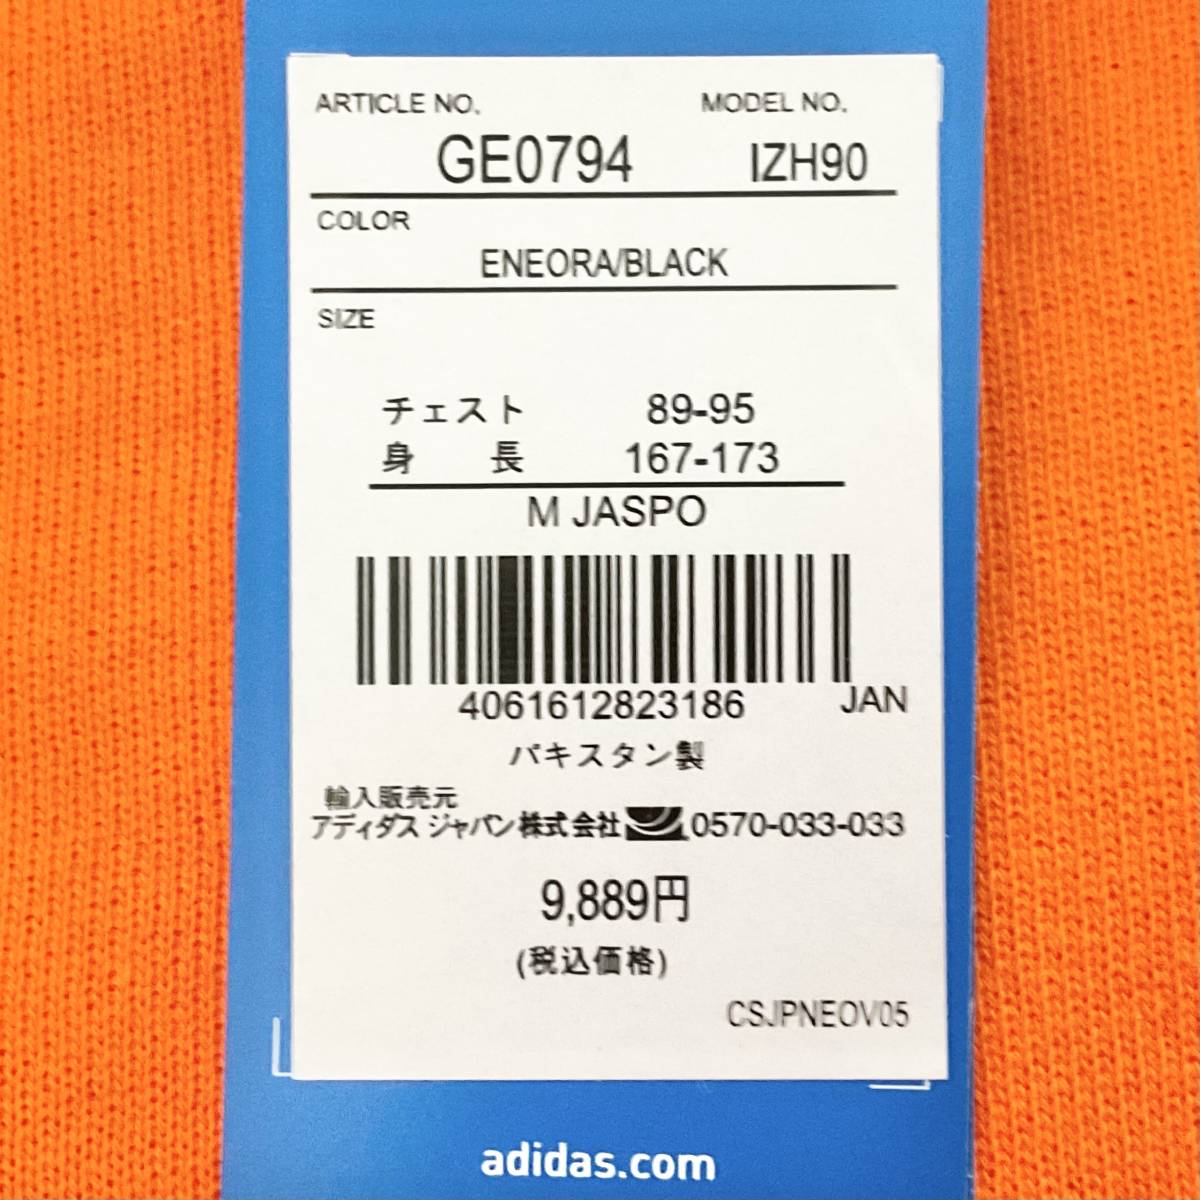 ARTICLE NO. MODEL NO.
GE0794 IZH90
COLOR
ENEORA/BLACK
SIZE
チェスト 89-95
身 長 167-173
M JASPO
4061612823186 JAN
パキスタン製
輸入販売元
アディダス ジャパン株式会社 0570-033-033
9,889円
(税込価格)
CSJPNEOV05
adidas.com